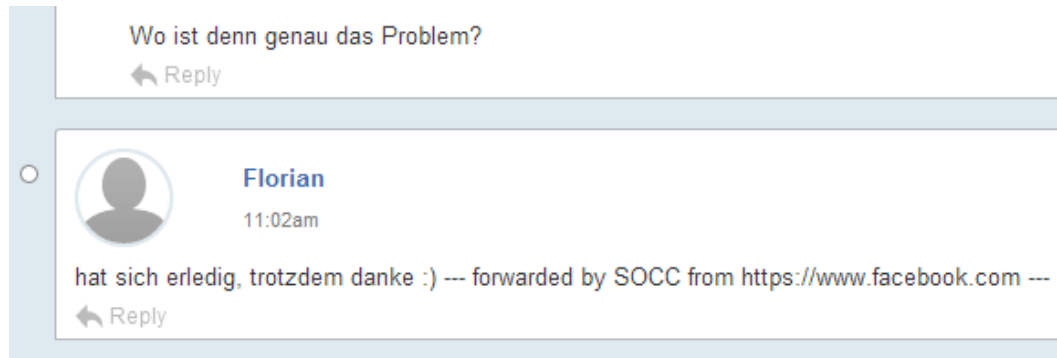 Wo ist denn genau das Problem?
Reply
Florian
11:02am
hat sich erledig, trotzdem danke :) --- forwarded by SOCC from https://www.facebook.com ---
Reply